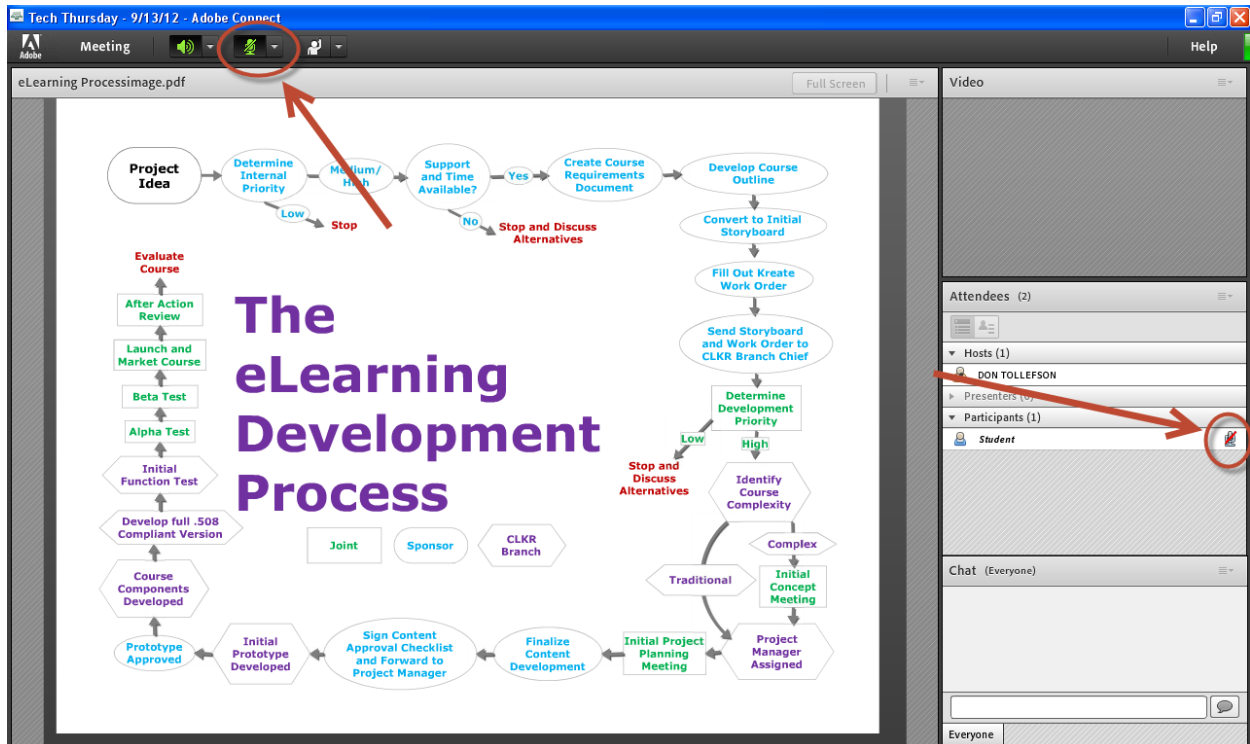 Tech Thursday - 9/13/12 - Adobe Connect
Adobe
Meeting
Help
eLearning Processimage.pdf
Full Screen
Project
Idea
Determine
Internal
Priority
Medium/
High
Support
and Time
Available?
Yes
Create Course
Requirements
Document
Develop Course
Outline
Low
Stop
No
Stop and Discuss
Alternatives
Convert to Initial
Storyboard
Fill Out Kreate
Work Order
Send Storyboard
and Work Order to
CLKR Branch Chief
Determine
Development
Priority
Low
High
Stop and
Discuss
Alternatives
Identify
Course
Complexity
Complex
Traditional
Initial
Concept
Meeting
Project
Manager
Assigned
Initial Project
Planning
Meeting
Finalize
Content
Development
Sign Content
Approval Checklist
and Forward to
Project Manager
Initial
Prototype
Developed
Prototype
Approved
Course
Components
Developed
Develop full .508
Compliant Version
Initial
Function Test
Alpha Test
Beta Test
Launch and
Market Course
After Action
Review
Evaluate
Course
The
eLearning
Development
Process
Joint
Sponsor
CLKR
Branch
Video
Attendees (2)
Hosts (1)
DON TOLLEFSON
Presenters (0)
Participants (1)
Student
Chat (Everyone)
Everyone